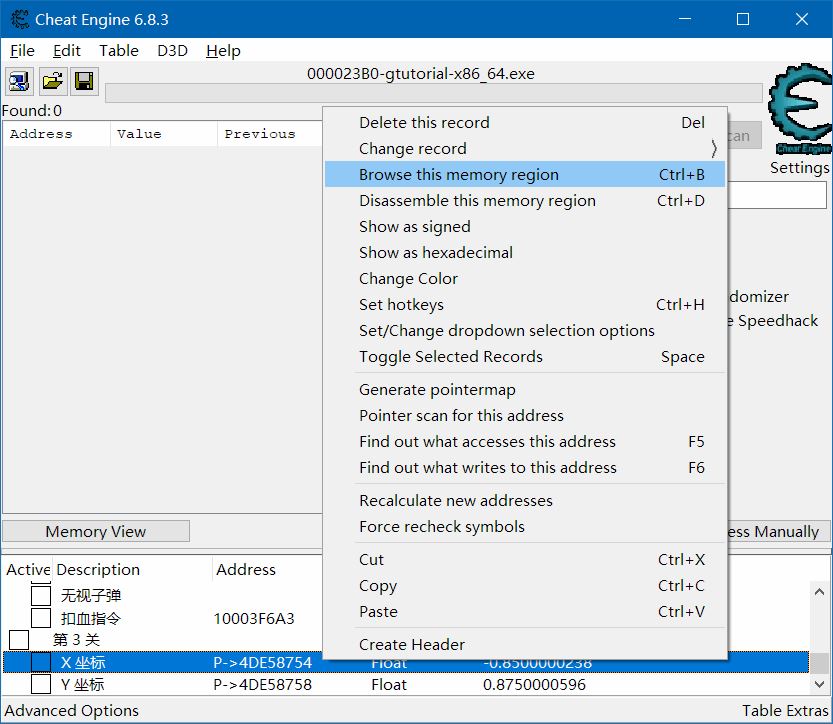 Cheat Engine 6.8.3
File Edit Table D3D Help
000023B0-gtutorial-x86_64.exe
Found: 0
Address Value Previous
Cheat Engine
Settings
Delete this record Del
Change record
Browse this memory region Ctrl+B
Disassemble this memory region Ctrl+D
Show as signed
Show as hexadecimal
Change Color
Set hotkeys Ctrl+H
Set/Change dropdown selection options
Toggle Selected Records Space
Generate pointermap
Pointer scan for this address
Find out what accesses this address F5
Find out what writes to this address F6
Recalculate new addresses
Force recheck symbols
Cut Ctrl+X
Copy Ctrl+C
Paste Ctrl+V
Create Header
can
domizer
e Speedhack
Memory View
ess Manually
Active Description Address
无视子弹
扣血指令 10003F6A3
第 3 关
X 坐标 P->4DE58754 Float -0.8500000238
Y 坐标 P->4DE58758 Float 0.8750000596
Advanced Options Table Extras